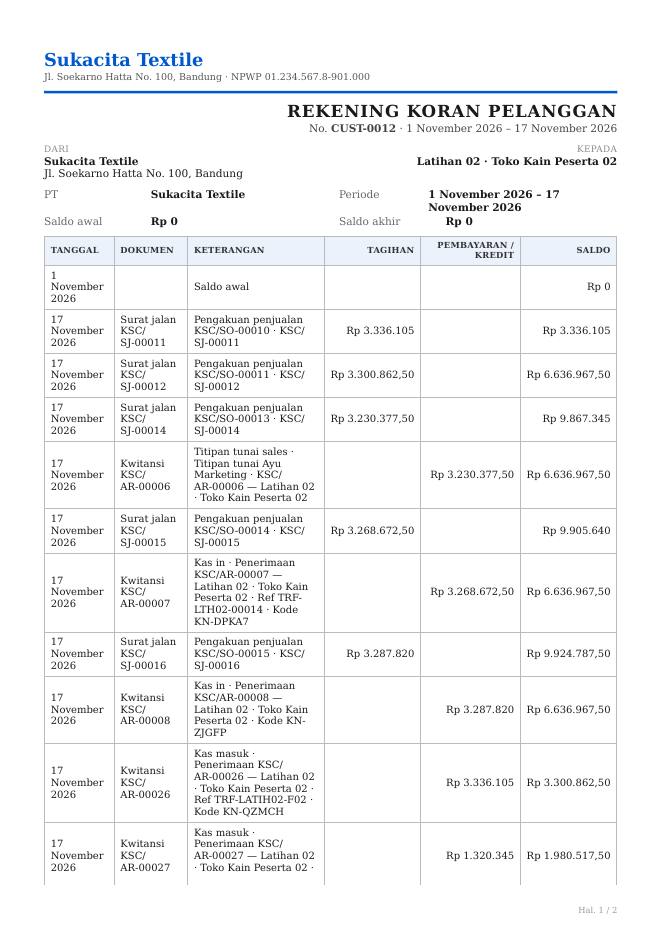 Sukacita Textile
Jl. Soekarno Hatta No. 100, Bandung · NPWP 01.234.567.8-901.000
REKENING KORAN PELANGGAN
No. CUST-0012 · 1 November 2026 – 17 November 2026
DARI
Sukacita Textile
Jl. Soekarno Hatta No. 100, Bandung
KEPADA
Latihan 02 · Toko Kain Peserta 02
PT Sukacita Textile
Periode 1 November 2026 – 17
November 2026
Saldo awal Rp 0
Saldo akhir Rp 0
TANGGAL DOKUMEN KETERANGAN TAGIHAN PEMBAYARAN / KREDIT SALDO
1
November
2026
Saldo awal
Rp 0
17
November
2026
Surat jalan
KSC/
SJ-00011
Pengakuan penjualan
KSC/SO-00010 · KSC/
SJ-00011
Rp 3.336.105
Rp 3.336.105
17
November
2026
Surat jalan
KSC/
SJ-00012
Pengakuan penjualan
KSC/SO-00011 · KSC/
SJ-00012
Rp 3.300.862,50
Rp 6.636.967,50
17
November
2026
Surat jalan
KSC/
SJ-00014
Pengakuan penjualan
KSC/SO-00013 · KSC/
SJ-00014
Rp 3.230.377,50
Rp 9.867.345
17
November
2026
Kwitansi
KSC/
AR-00006
Titipan tunai sales ·
Titipan tunai Ayu
Marketing · KSC/
AR-00006 — Latihan 02
· Toko Kain Peserta 02
Rp 3.230.377,50
Rp 6.636.967,50
17
November
2026
Surat jalan
KSC/
SJ-00015
Pengakuan penjualan
KSC/SO-00014 · KSC/
SJ-00015
Rp 3.268.672,50
Rp 9.905.640
17
November
2026
Kwitansi
KSC/
AR-00007
Kas in · Penerimaan
KSC/AR-00007 —
Latihan 02 · Toko Kain
Peserta 02 · Ref TRF-
LTH02-00014 · Kode
KN-DPKA7
Rp 3.268.672,50
Rp 6.636.967,50
17
November
2026
Surat jalan
KSC/
SJ-00016
Pengakuan penjualan
KSC/SO-00015 · KSC/
SJ-00016
Rp 3.287.820
Rp 9.924.787,50
17
November
2026
Kwitansi
KSC/
AR-00008
Kas in · Penerimaan
KSC/AR-00008 —
Latihan 02 · Toko Kain
Peserta 02 · Kode KN-
ZJGFP
Rp 3.287.820
Rp 6.636.967,50
17
November
2026
Kwitansi
KSC/
AR-00026
Kas masuk ·
Penerimaan KSC/
AR-00026 — Latihan 02
· Toko Kain Peserta 02 ·
Ref TRF-LATIH02-F02 ·
Kode KN-QZMCH
Rp 3.336.105
Rp 3.300.862,50
17
November
2026
Kwitansi
KSC/
AR-00027
Kas masuk ·
Penerimaan KSC/
AR-00027 — Latihan 02
· Toko Kain Peserta 02 ·
Rp 1.320.345
Rp 1.980.517,50
Hal. 1 / 2